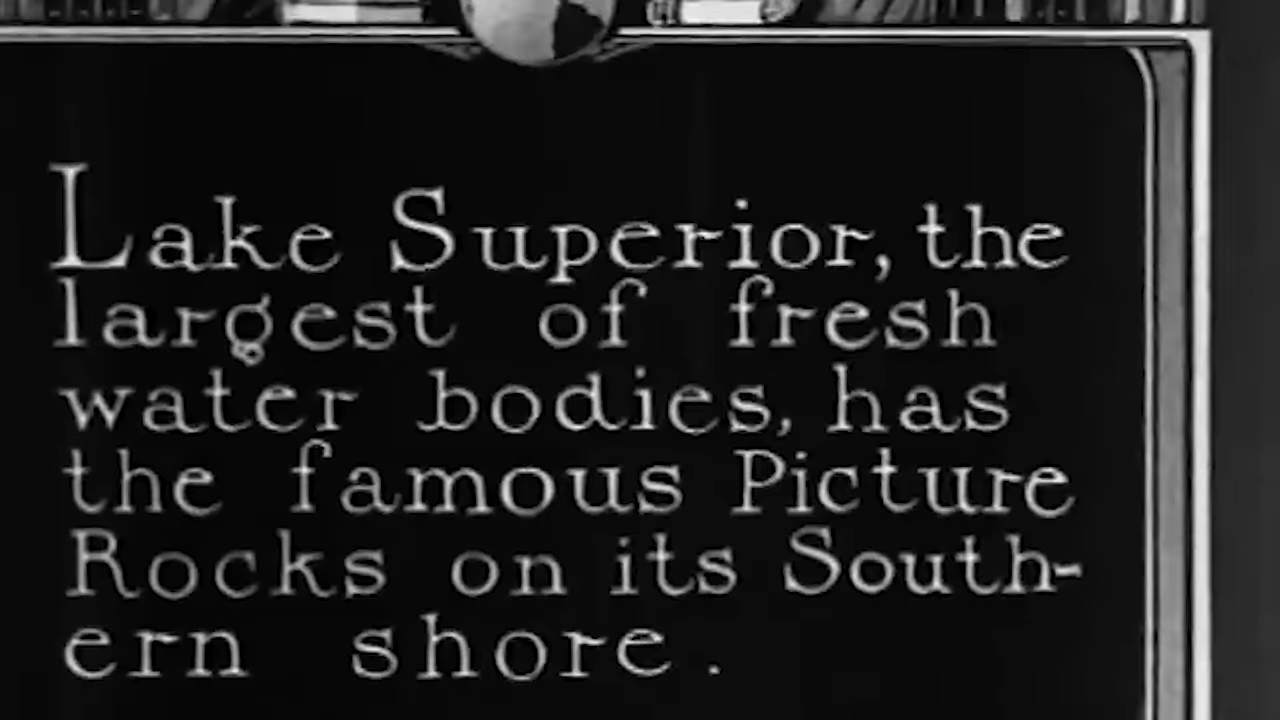 Lake Superior, the
largest of fresh
water bodies, has
the famous Picture
Rocks on its South-
ern shore.